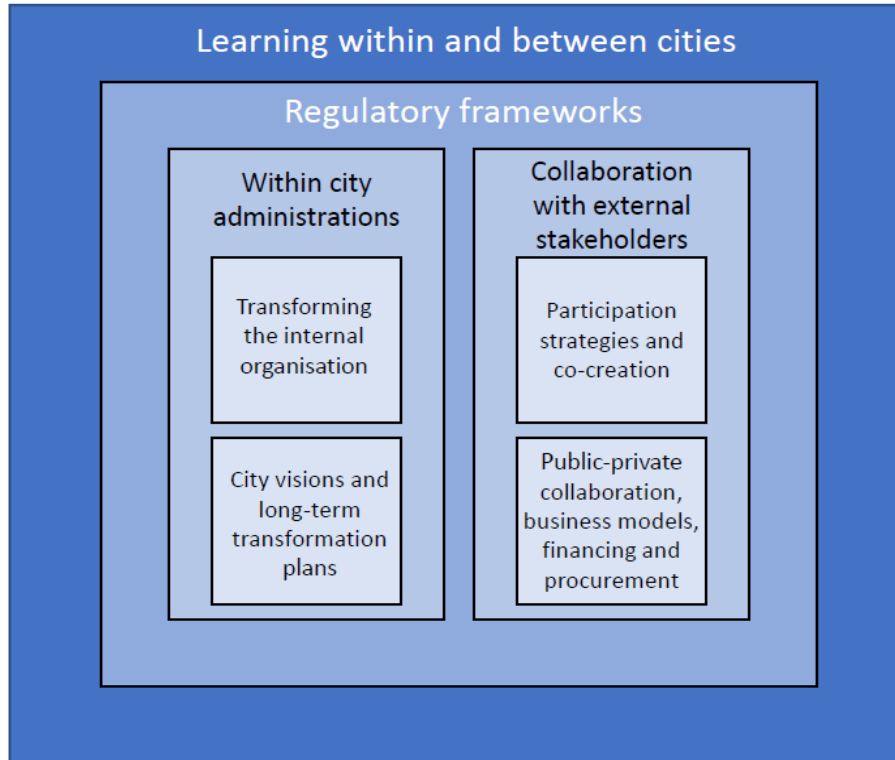 Learning within and between cities
Regulatory frameworks
Within city
administrations
Transforming
the internal
organisation
City visions and
long-term
transformation
plans
Collaboration
with external
stakeholders
Participation
strategies and
co-creation
Public-private
collaboration,
business models,
financing and
procurement